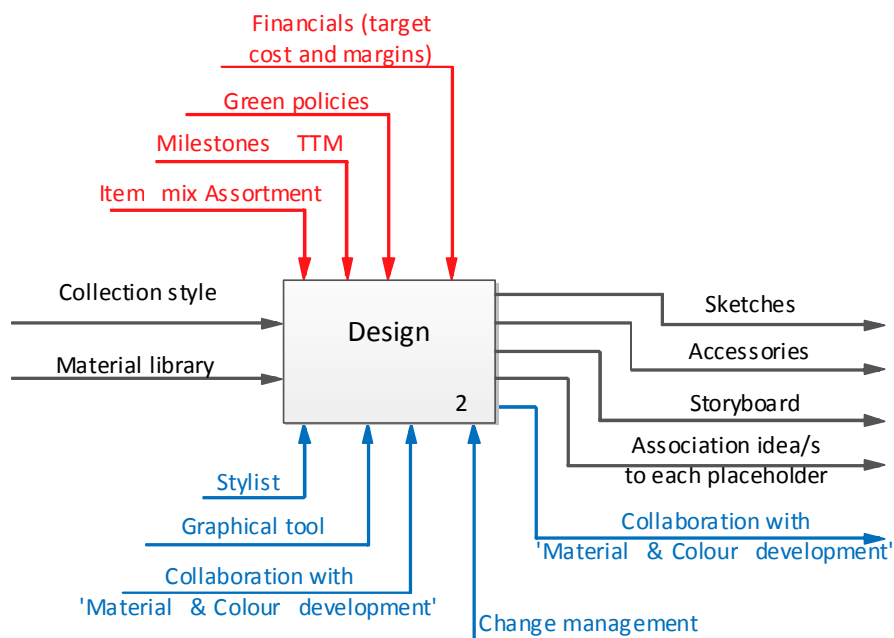 Financials (target
cost and margins)
Green policies
Milestones TTM
Item mix Assortment
Collection style
Material library
Design
2
Sketches
Accessories
Storyboard
Association idea/s
to each placeholder
Collaboration with
'Material & Colour development'
Stylist
Graphical tool
Collaboration with
'Material & Colour development'
Change management